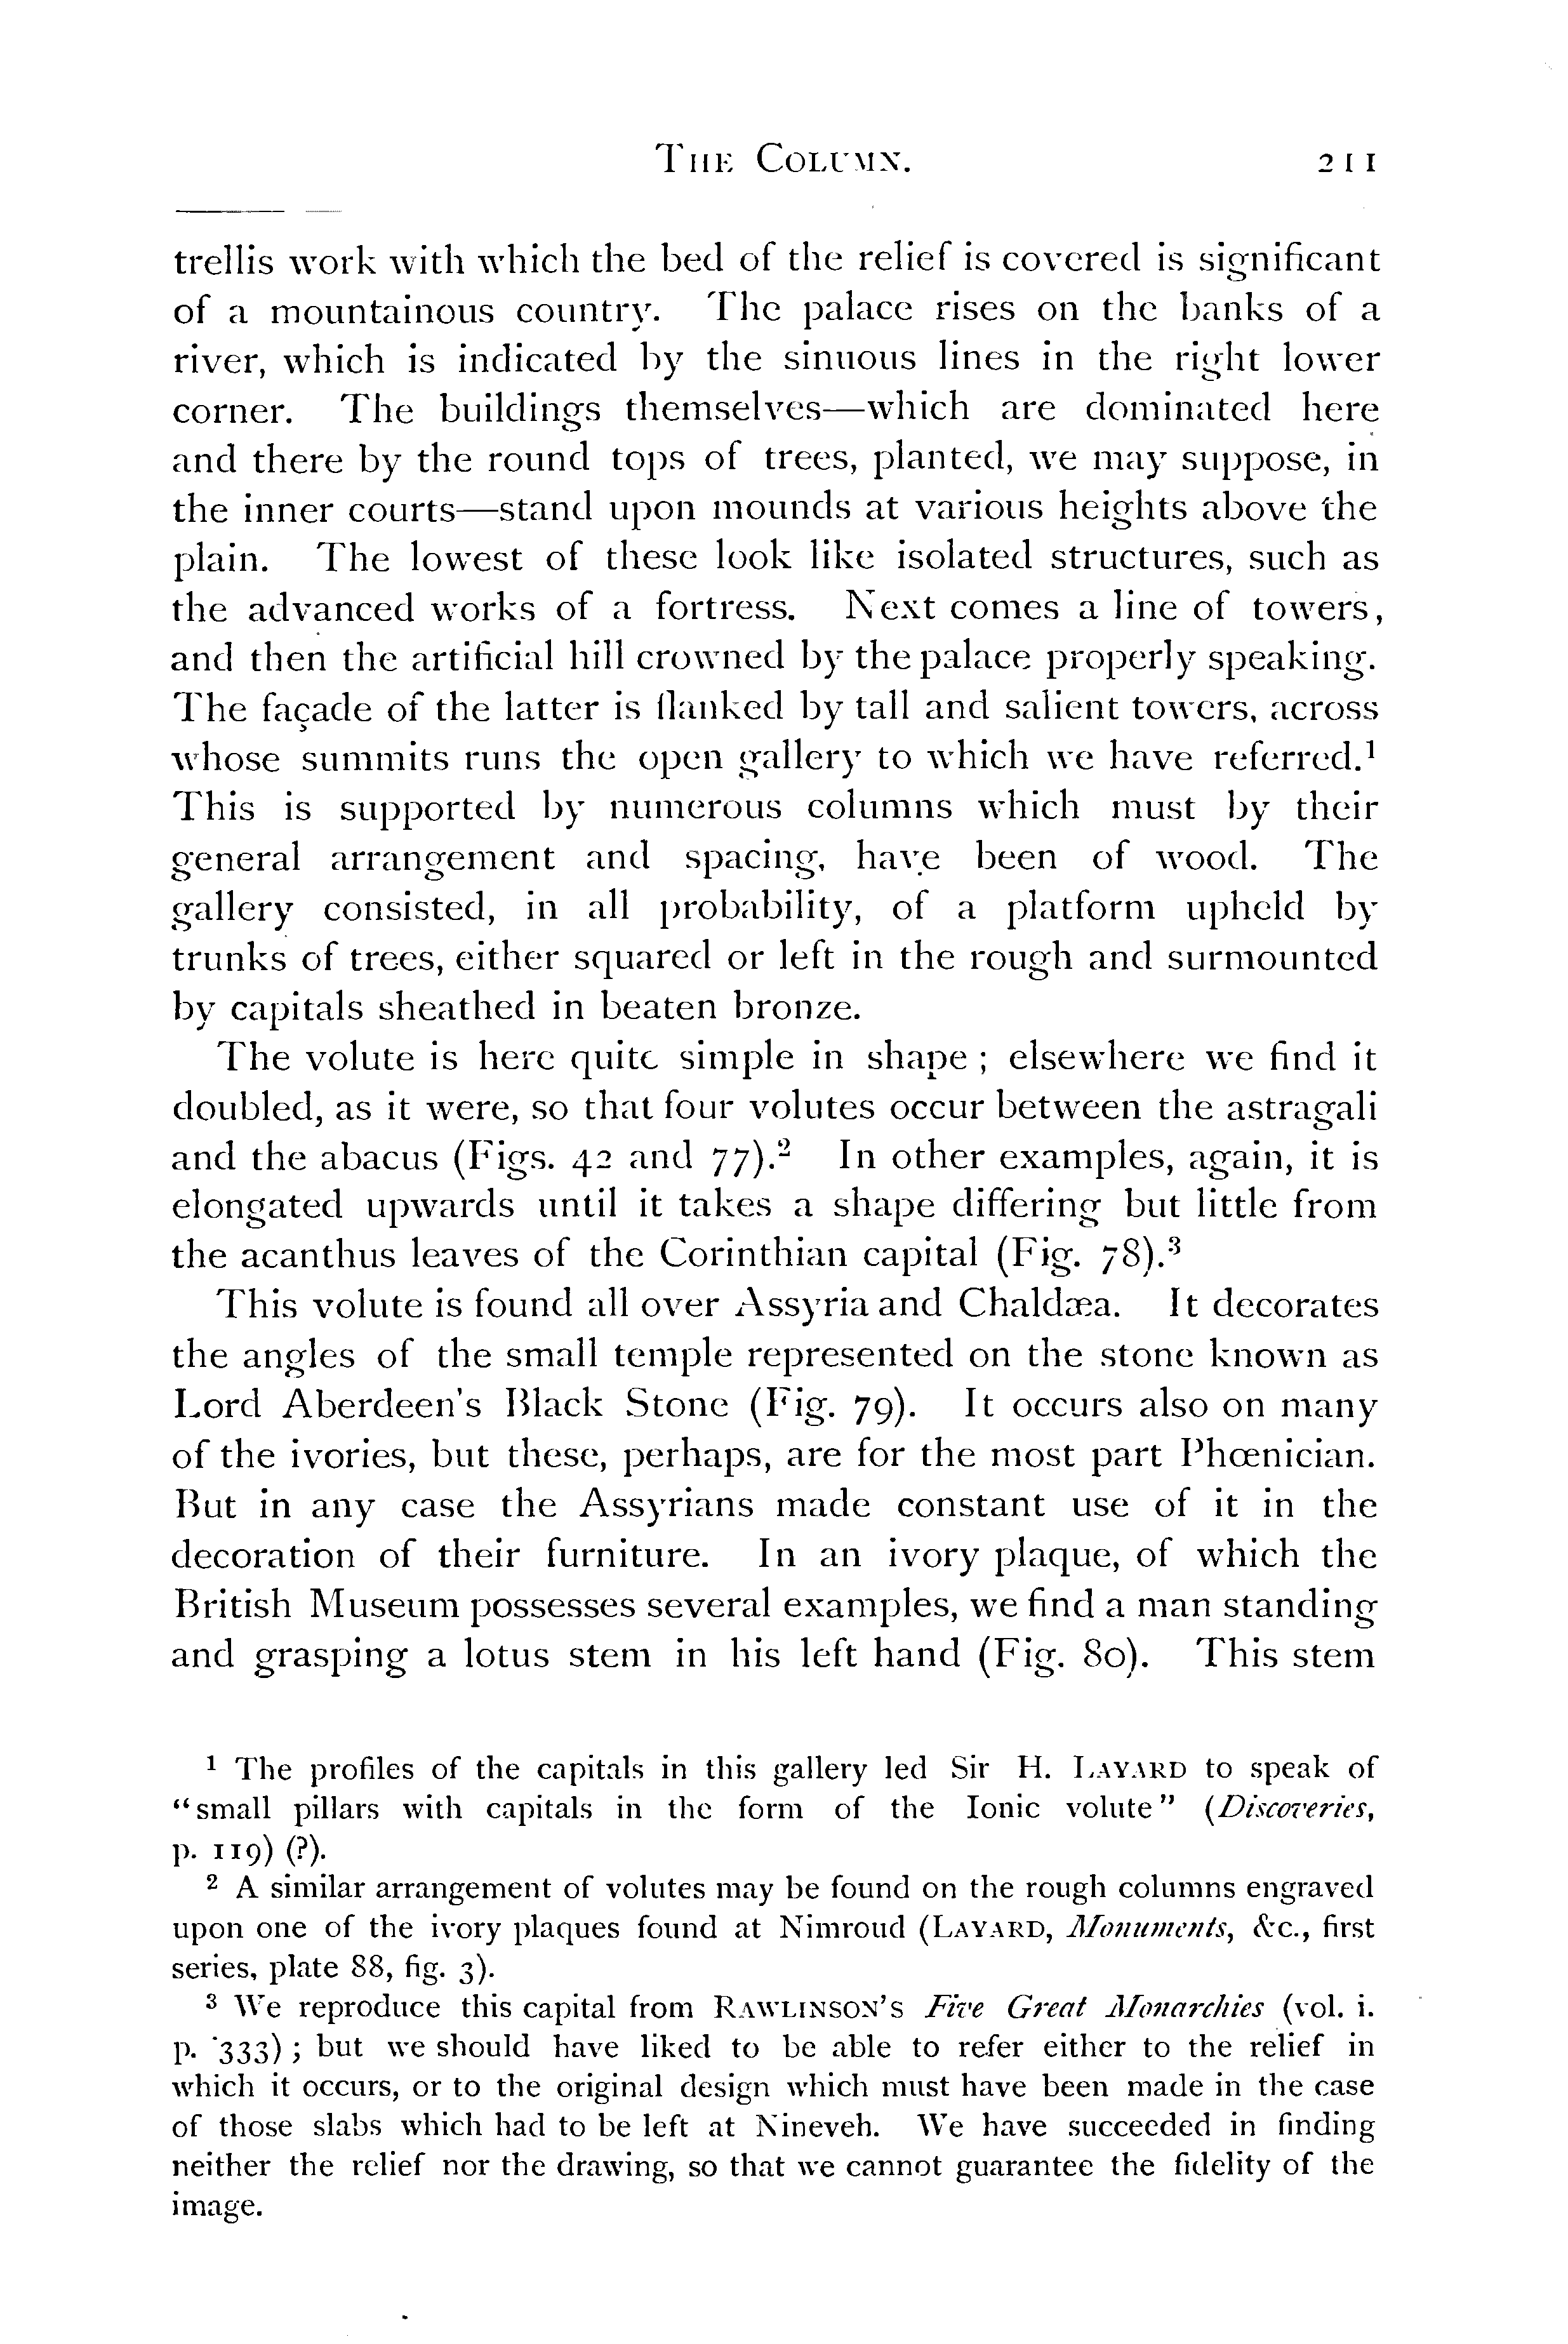 THE COLUMN. 211
trellis work with which the bed of the relief is covered is significant
of a mountainous country. The palace rises on the banks of a
river, which is indicated by the sinuous lines in the right lower
corner. The buildings themselves—which are dominated here
and there by the round tops of trees, planted, we may suppose, in
the inner courts—stand upon mounds at various heights above the
plain. The lowest of these look like isolated structures, such as
the advanced works of a fortress. Next comes a line of towers,
and then the artificial hill crowned by the palace properly speaking.
The façade of the latter is flanked by tall and salient towers, across
whose summits runs the open gallery to which we have referred.¹
This is supported by numerous columns which must by their
general arrangement and spacing, have been of wood. The
gallery consisted, in all probability, of a platform upheld by
trunks of trees, either squared or left in the rough and surmounted
by capitals sheathed in beaten bronze.
The volute is here quite simple in shape ; elsewhere we find it
doubled, as it were, so that four volutes occur between the astragali
and the abacus (Figs. 42 and 77).² In other examples, again, it is
elongated upwards until it takes a shape differing but little from
the acanthus leaves of the Corinthian capital (Fig. 78).³
This volute is found all over Assyria and Chaldæa. It decorates
the angles of the small temple represented on the stone known as
Lord Aberdeen's Black Stone (Fig. 79). It occurs also on many
of the ivories, but these, perhaps, are for the most part Phœnician.
But in any case the Assyrians made constant use of it in the
decoration of their furniture. In an ivory plaque, of which the
British Museum possesses several examples, we find a man standing
and grasping a lotus stem in his left hand (Fig. 80). This stem
¹ The profiles of the capitals in this gallery led Sir H. LAYARD to speak of
“small pillars with capitals in the form of the Ionic volute” (Discoveries,
p. 119) (?).
² A similar arrangement of volutes may be found on the rough columns engraved
upon one of the ivory plaques found at Nimroud (LAYARD, Monuments, &c., first
series, plate 88, fig. 3).
³ We reproduce this capital from RAWLINSON'S Five Great Monarchies (vol. i.
p. 333) ; but we should have liked to be able to refer either to the relief in
which it occurs, or to the original design which must have been made in the case
of those slabs which had to be left at Nineveh. We have succeeded in finding
neither the relief nor the drawing, so that we cannot guarantee the fidelity of the
image.